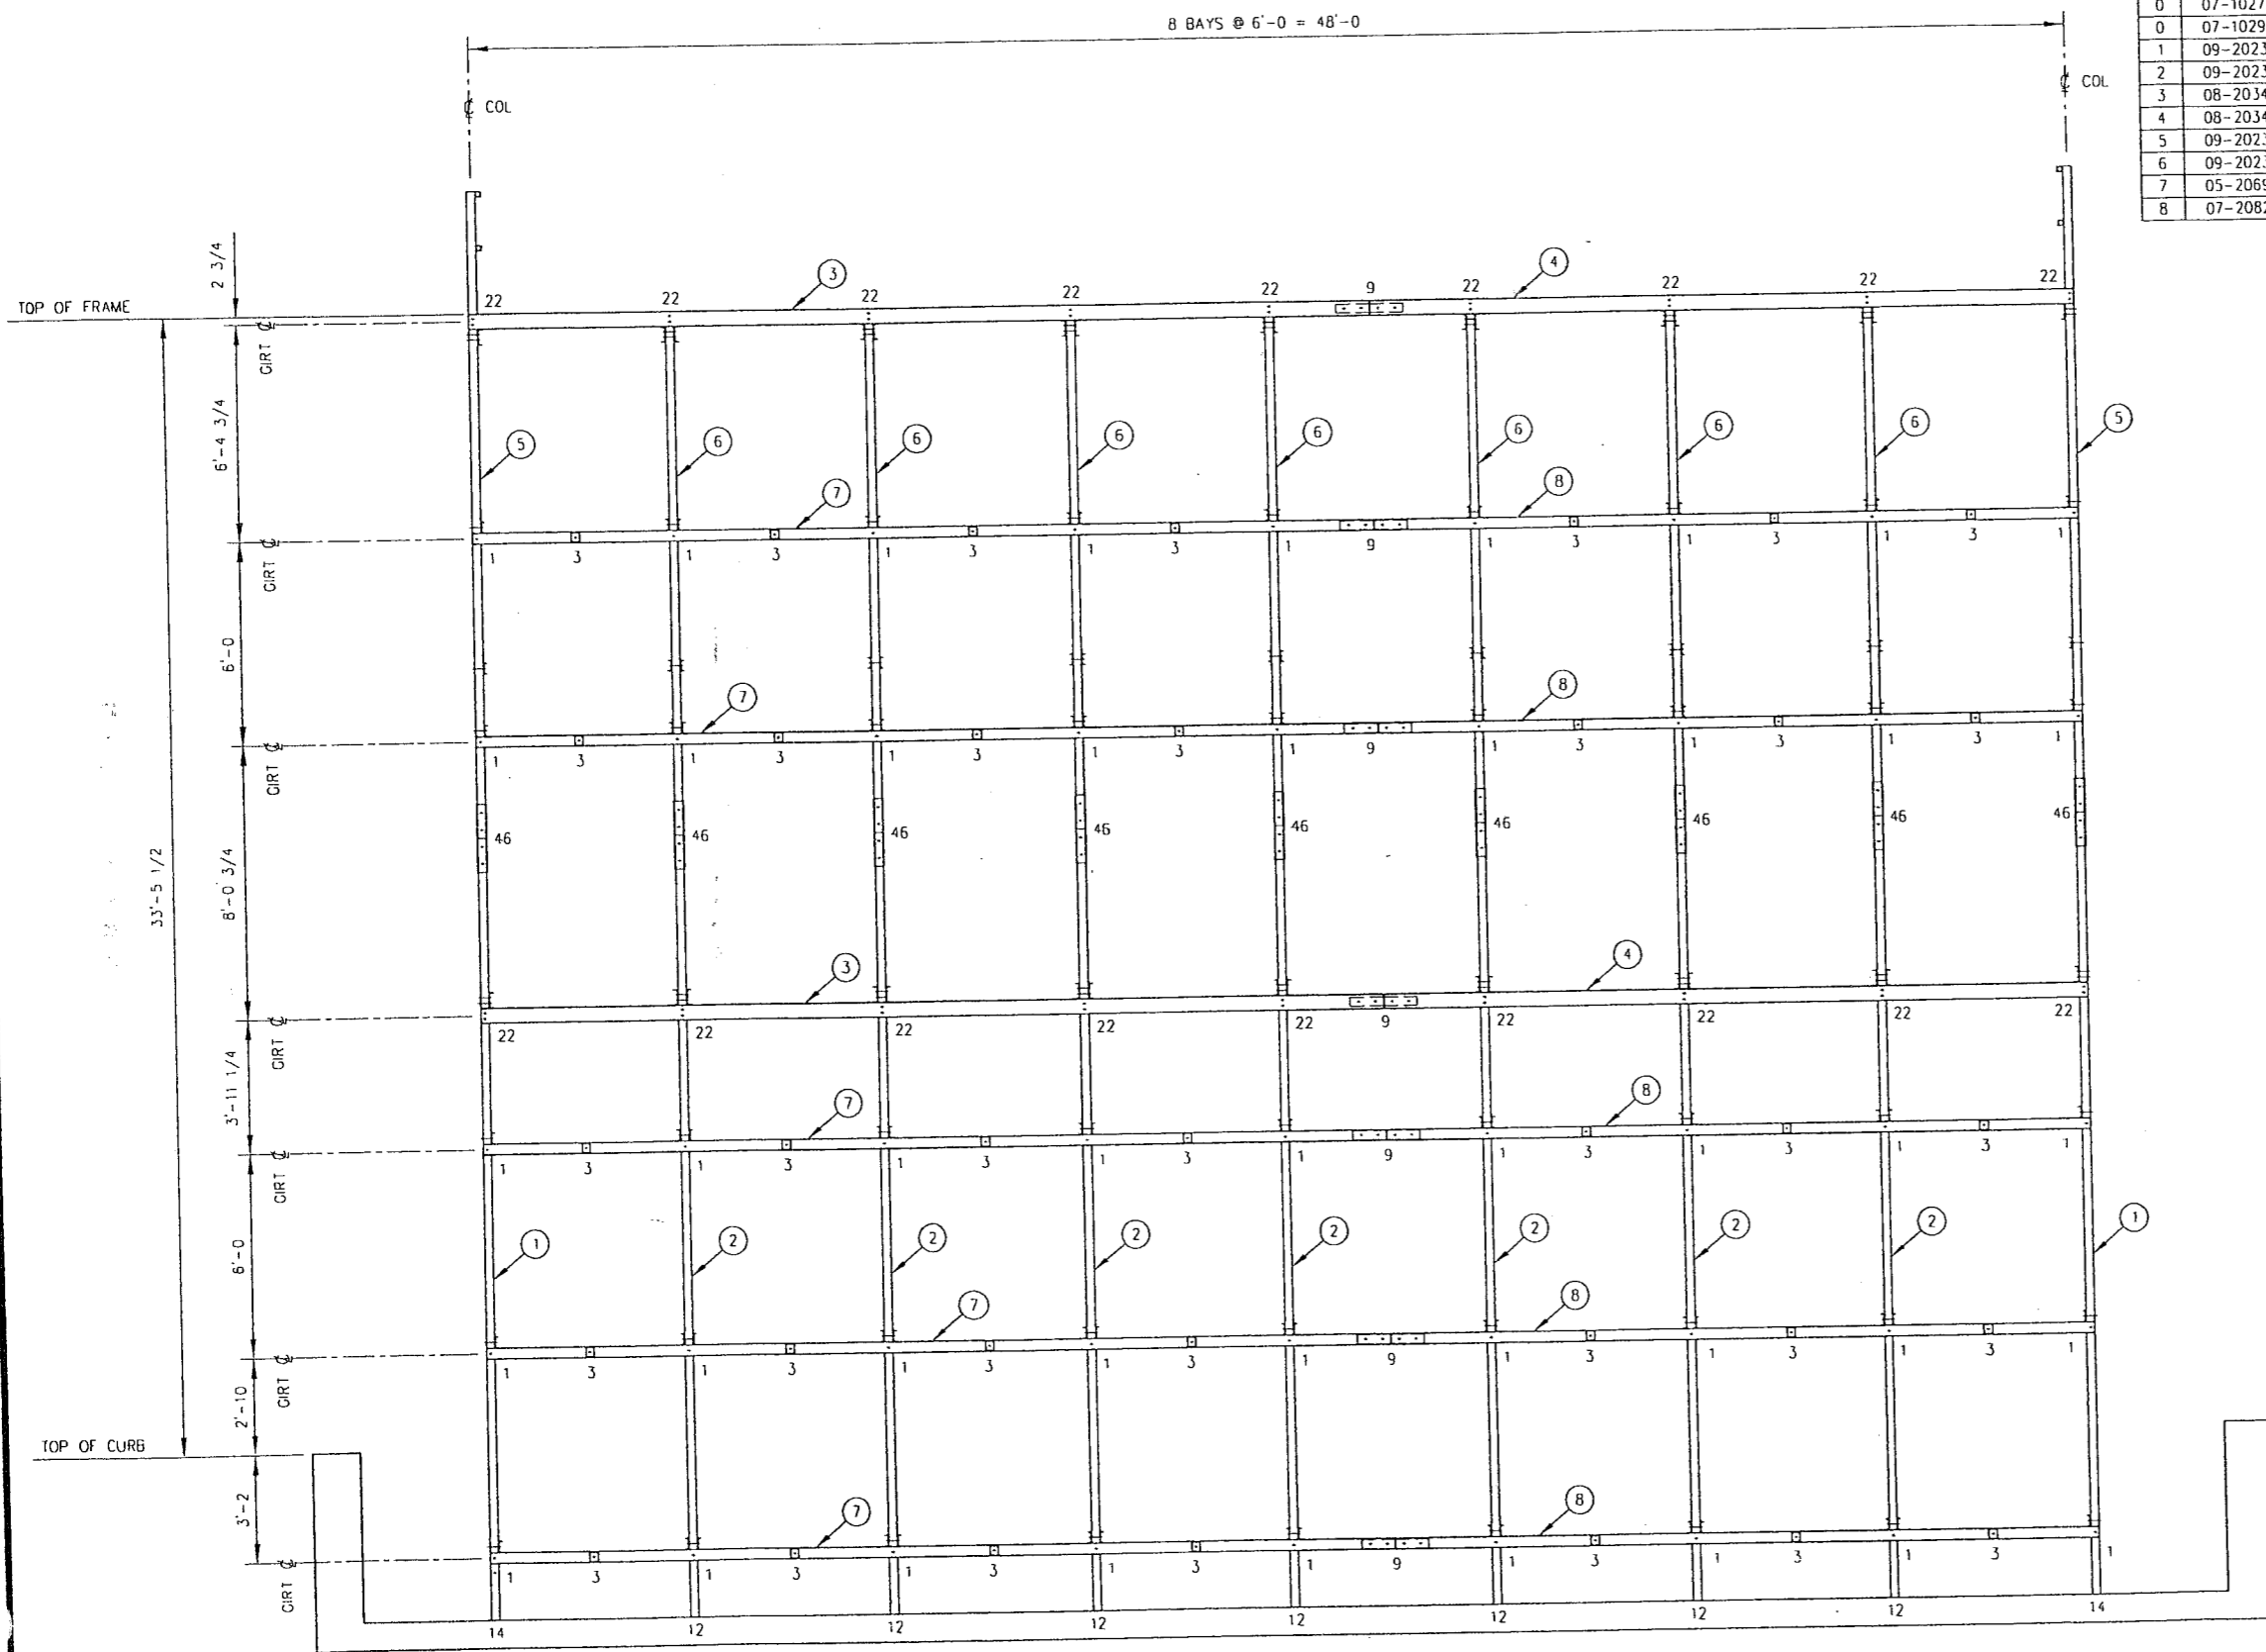 8 BAYS @ 6'-0 = 48'-0
℄ COL
℄ COL
0 07-1027
0 07-1029
1 09-2023
2 09-2023
3 08-2034
4 08-2034
5 09-2023
6 09-2023
7 05-2069
8 07-2082
2 3/4
TOP OF FRAME
3 4
22 22 22 22 22 9 22 22 22 22
GIRT ℄
6'-4 3/4
5 6 6 6 6 6 6 6 5
7 8
1 3 1 3 1 3 1 3 1 9 1 3 1 3 1 3 1
GIRT ℄
6'-0
7 8
1 3 1 3 1 3 1 3 1 9 1 3 1 3 1 3 1
GIRT ℄
33'-5 1/2
8'-0 3/4
46 46 46 46 46 46 46 46 46
3 4
22 22 22 22 22 9 22 22 22 22
GIRT ℄
3'-11 1/4
7 8
1 3 1 3 1 3 1 3 1 9 1 3 1 3 1 3 1
GIRT ℄
6'-0
1 2 2 2 2 2 2 2 1
7 8
1 3 1 3 1 3 1 3 1 9 1 3 1 3 1 3 1
GIRT ℄
2'-10
TOP OF CURB
3'-2
7 8
1 3 1 3 1 3 1 3 1 9 1 3 1 3 1 3 1
GIRT ℄
14 12 12 12 12 12 12 12 14